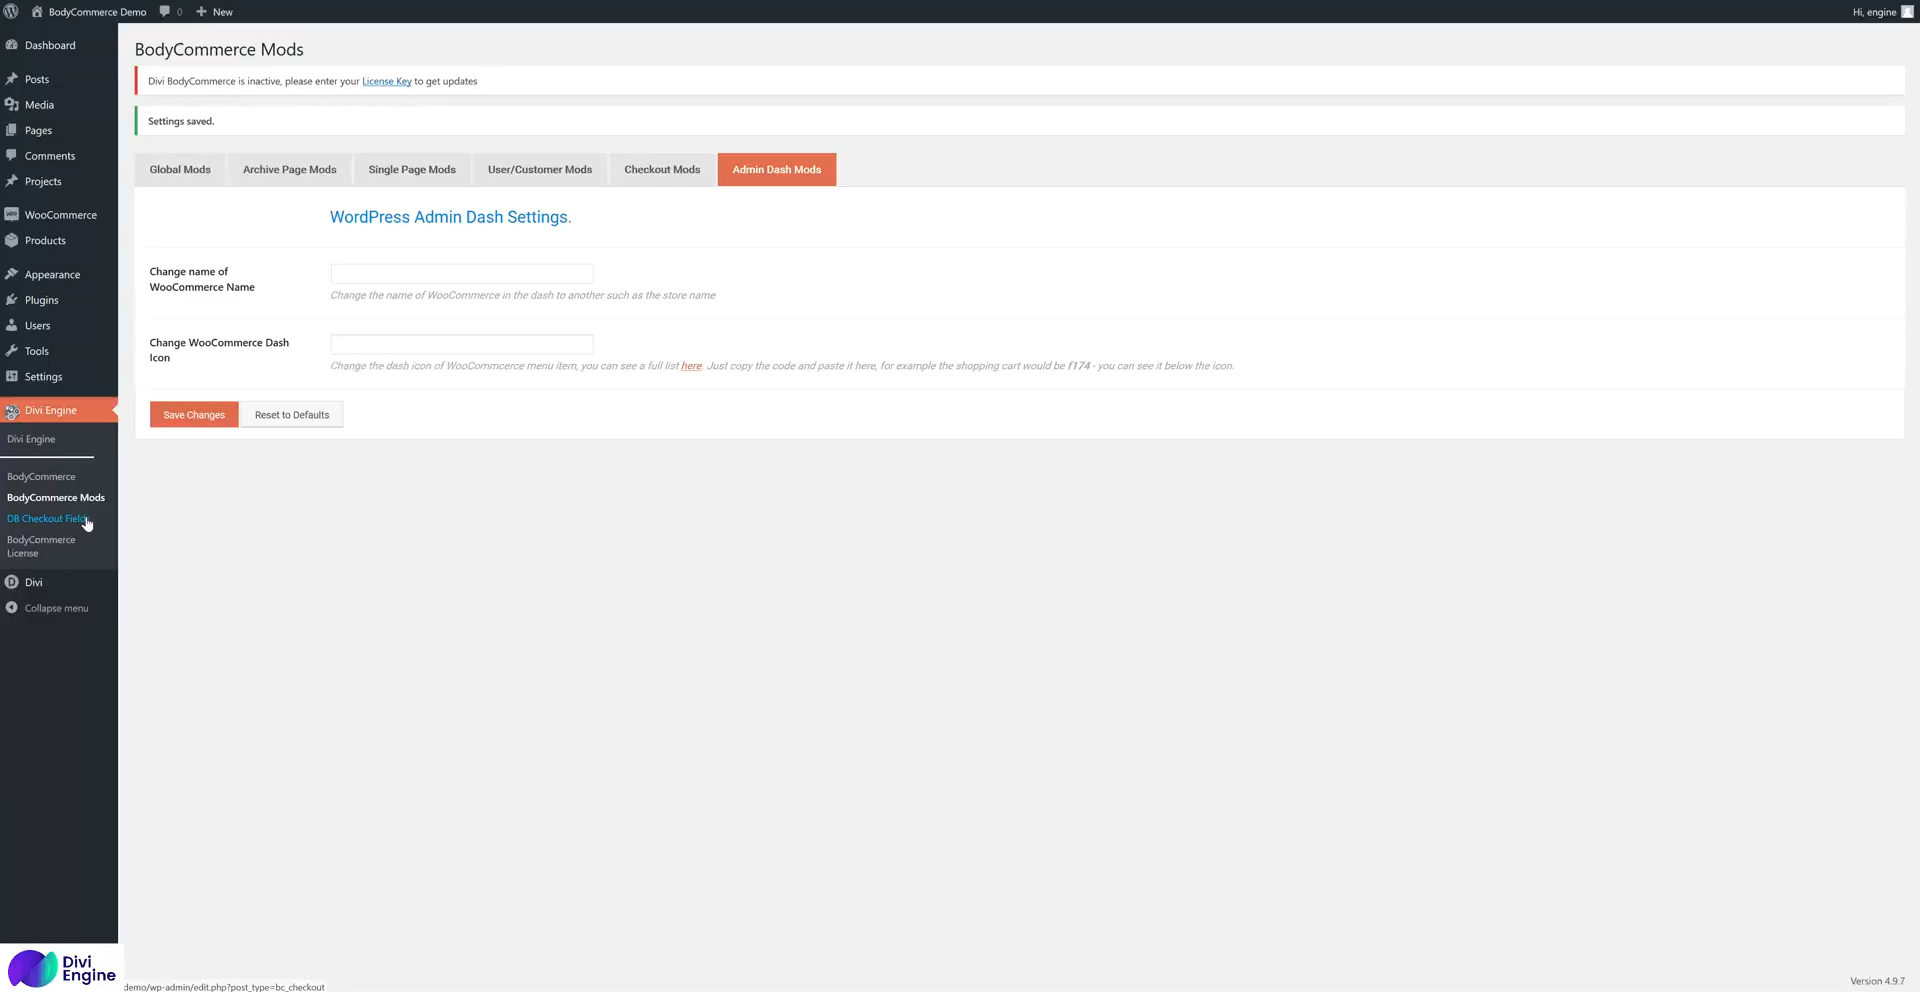 BodyCommerce Demo
0
New
Hi, engine
Dashboard
Posts
Media
Pages
Comments
Projects
WooCommerce
Products
Appearance
Plugins
Users
Tools
Settings
Divi Engine
Divi Engine
BodyCommerce
BodyCommerce Mods
DB Checkout Fields
BodyCommerce
License
Divi
Collapse menu
BodyCommerce Mods
Divi BodyCommerce is inactive, please enter your License Key to get updates
Settings saved.
Global Mods
Archive Page Mods
Single Page Mods
User/Customer Mods
Checkout Mods
Admin Dash Mods
WordPress Admin Dash Settings.
Change name of
WooCommerce Name
Change the name of WooCommerce in the dash to another such as the store name
Change WooCommerce Dash
Icon
Change the dash icon of WooCommcerce menu item, you can see a full list here. Just copy the code and paste it here, for example the shopping cart would be f174 - you can see it below the icon.
Save Changes
Reset to Defaults
Divi
Engine
demo/wp-admin/edit.php?post_type=bc_checkout
Version 4.9.7